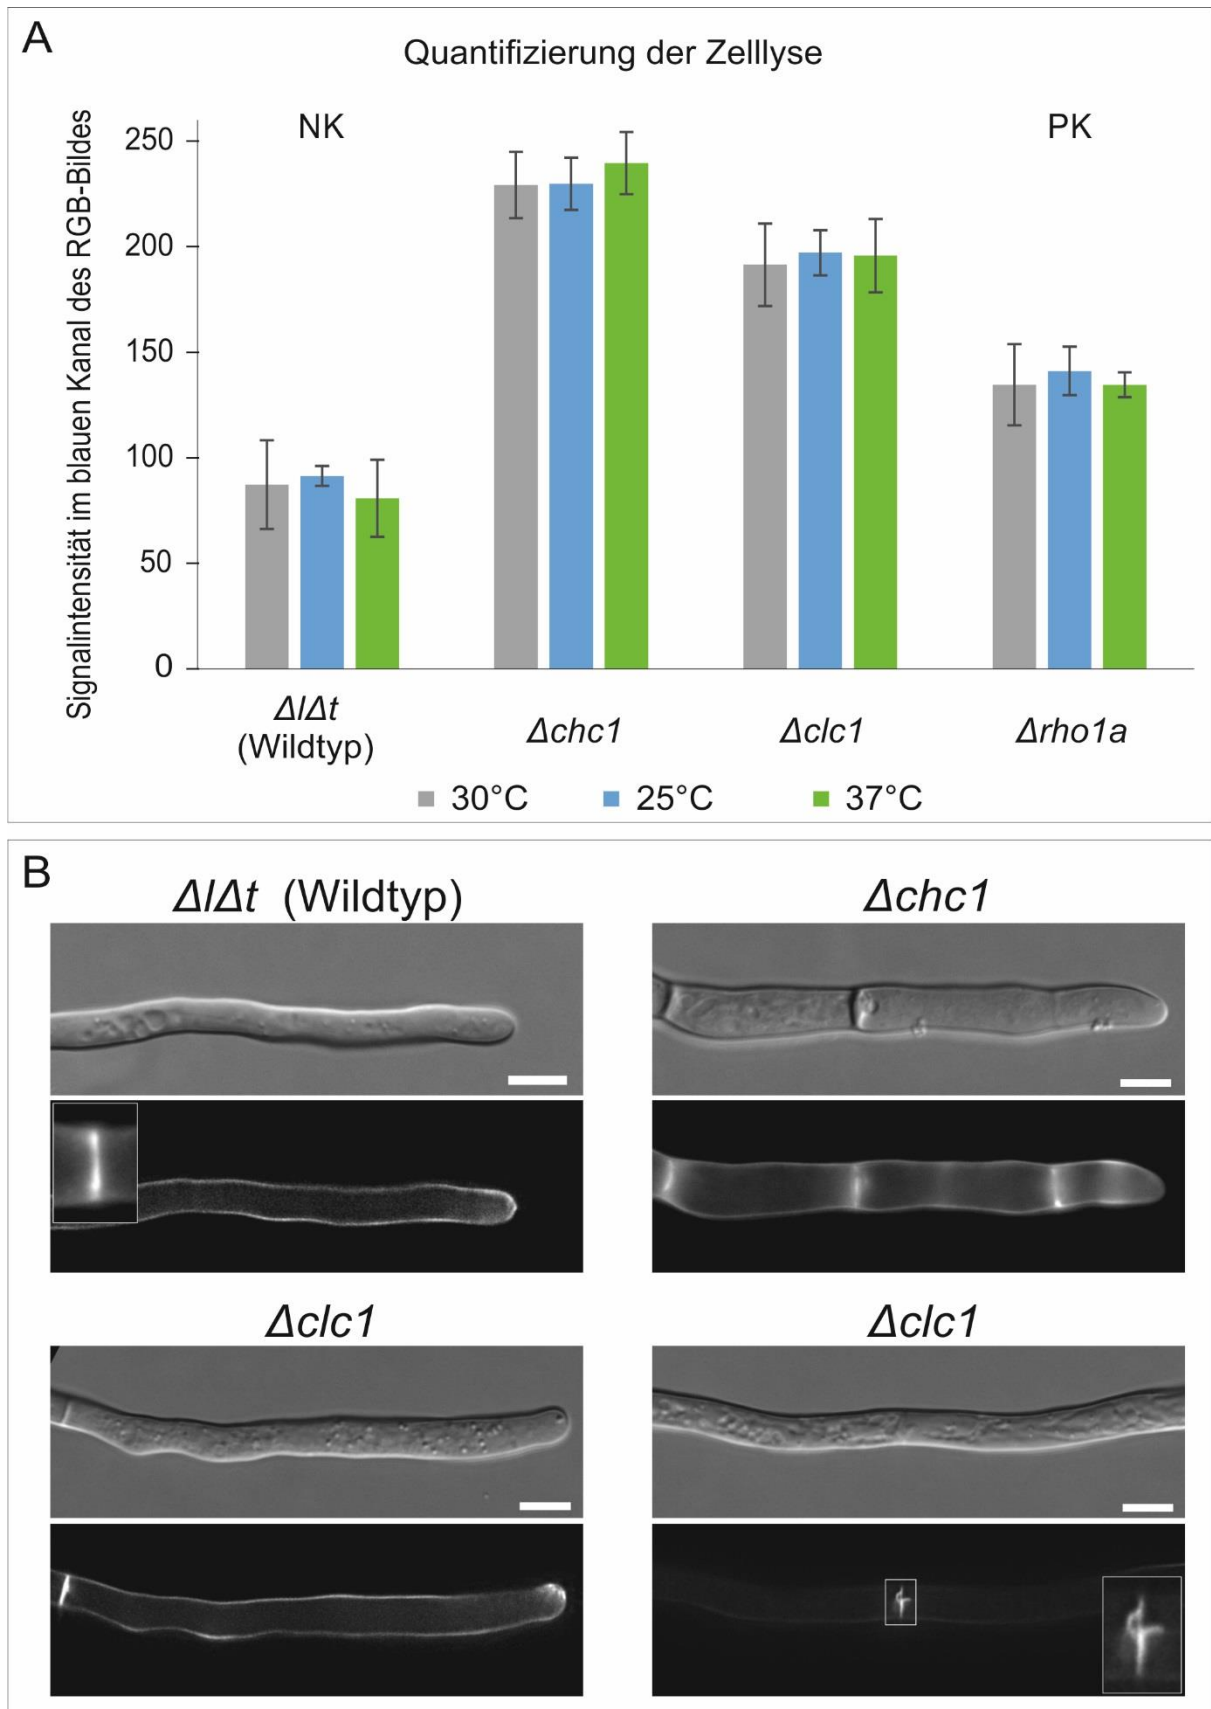 A
Quantifizierung der Zelllyse
Signalintensität im blauen Kanal des RGB-Bildes
NK
PK
250
200
150
100
50
0
ΔlΔt
(Wildtyp)
Δchc1
Δclc1
Δrho1a
30°C
25°C
37°C
B
ΔlΔt (Wildtyp)
Δchc1
Δclc1
Δclc1